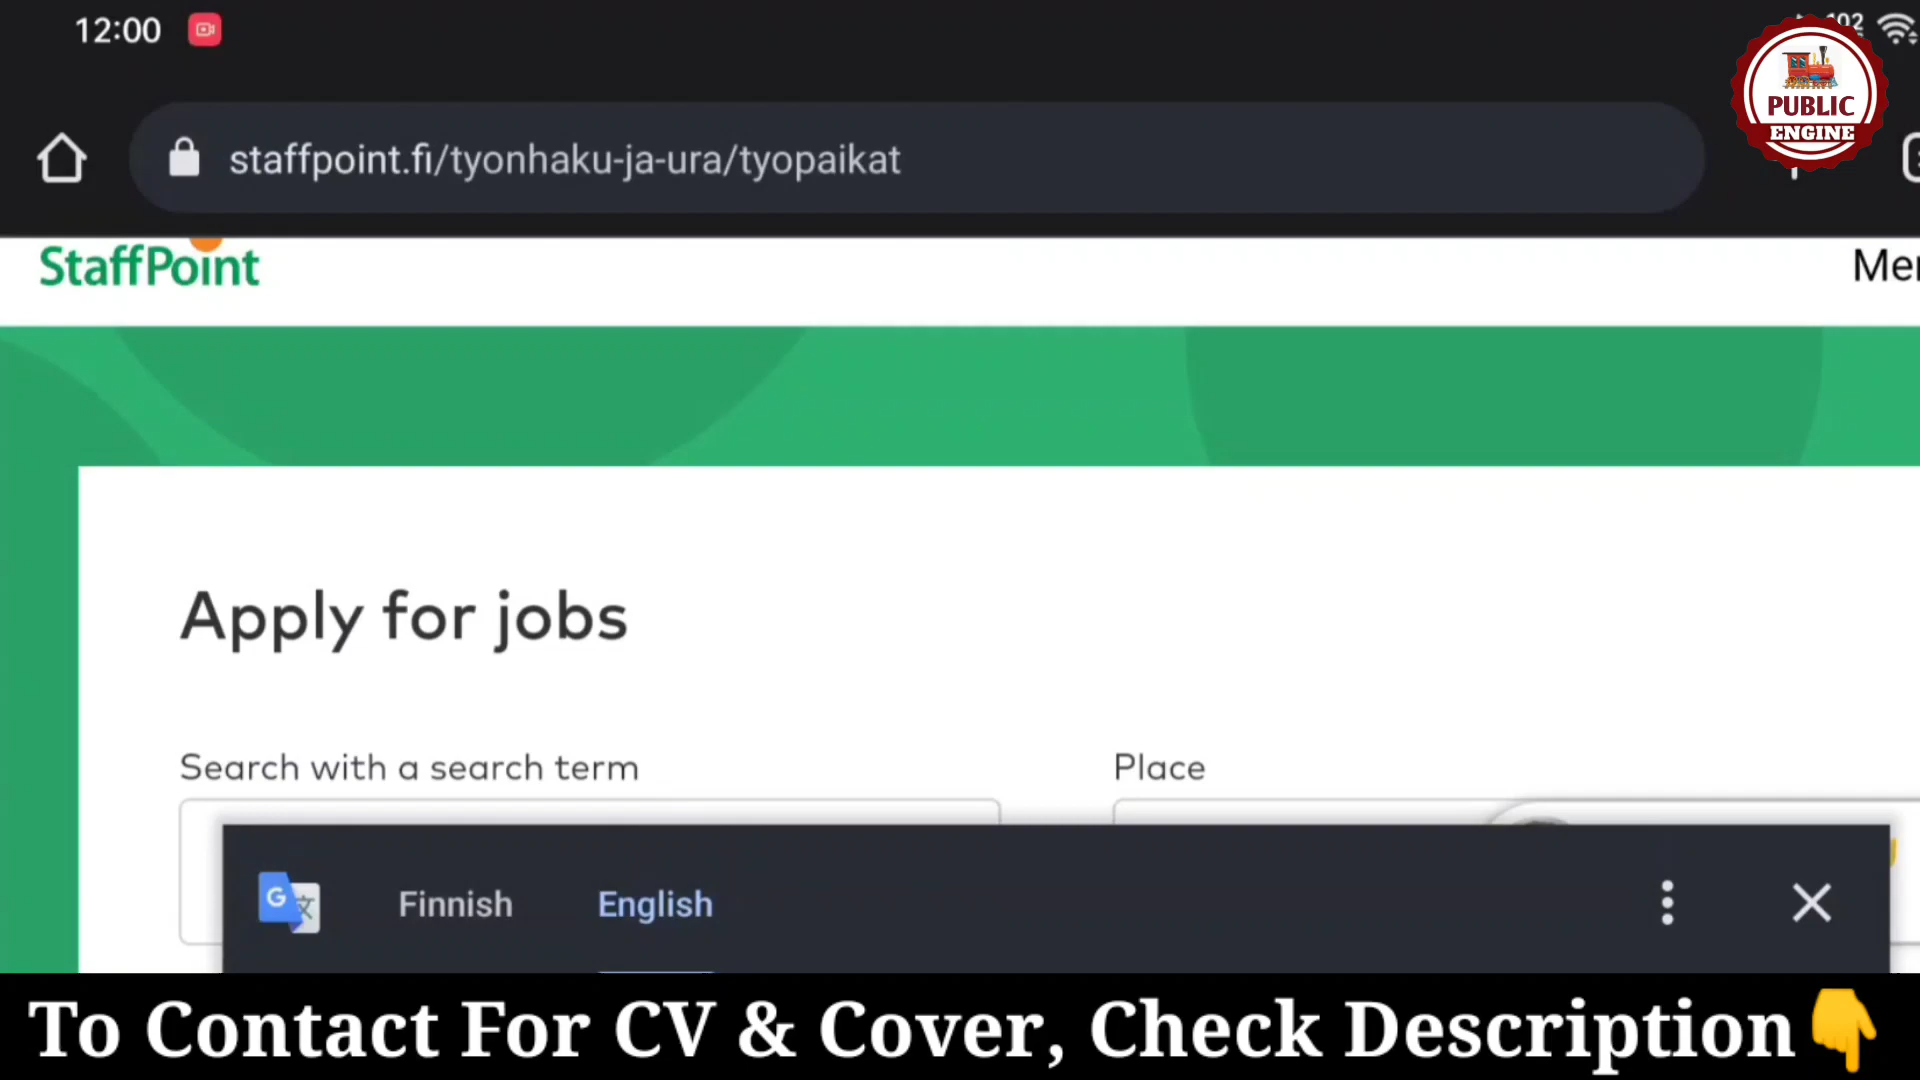 12:00
staffpoint.fi/tyonhaku-ja-ura/tyopaikat
PUBLIC
ENGINE
StaffPoint
Apply for jobs
Search with a search term
Place
Finnish
English
To Contact For CV & Cover, Check Description👇